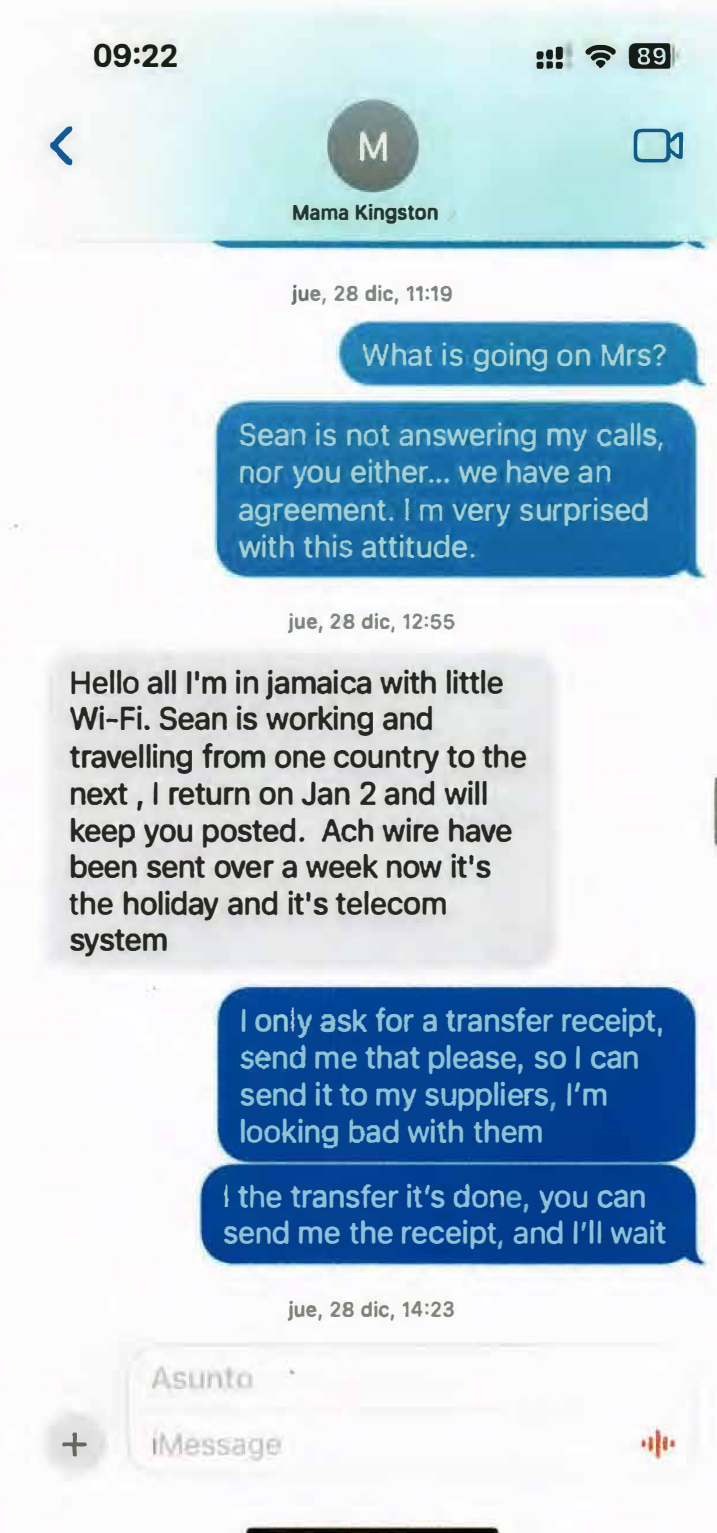 09:22
89
M
Mama Kingston
jue, 28 dic, 11:19
What is going on Mrs?
Sean is not answering my calls,
nor you either... we have an
agreement. I m very surprised
with this attitude.
jue, 28 dic, 12:55
Hello all I'm in jamaica with little
Wi-Fi. Sean is working and
travelling from one country to the
next , I return on Jan 2 and will
keep you posted.  Ach wire have
been sent over a week now it's
the holiday and it's telecom
system
I only ask for a transfer receipt,
send me that please, so I can
send it to my suppliers, I'm
looking bad with them
I the transfer it's done, you can
send me the receipt, and I'll wait
jue, 28 dic, 14:23
Asunto
iMessage